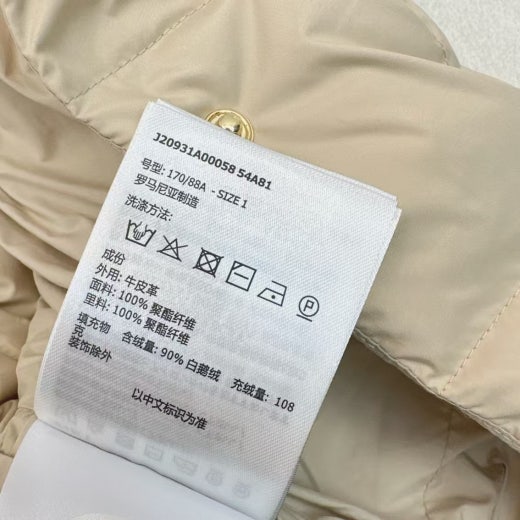 J20931A00058 54A81
号型: 170/88A - SIZE 1
罗马尼亚制造
洗涤方法:
P
成份
外用: 牛皮革
面料: 100% 聚酯纤维
里料: 100% 聚酯纤维
填充物 含绒量: 90% 白鹅绒 充绒量: 108
克
装饰除外
以中文标识为准